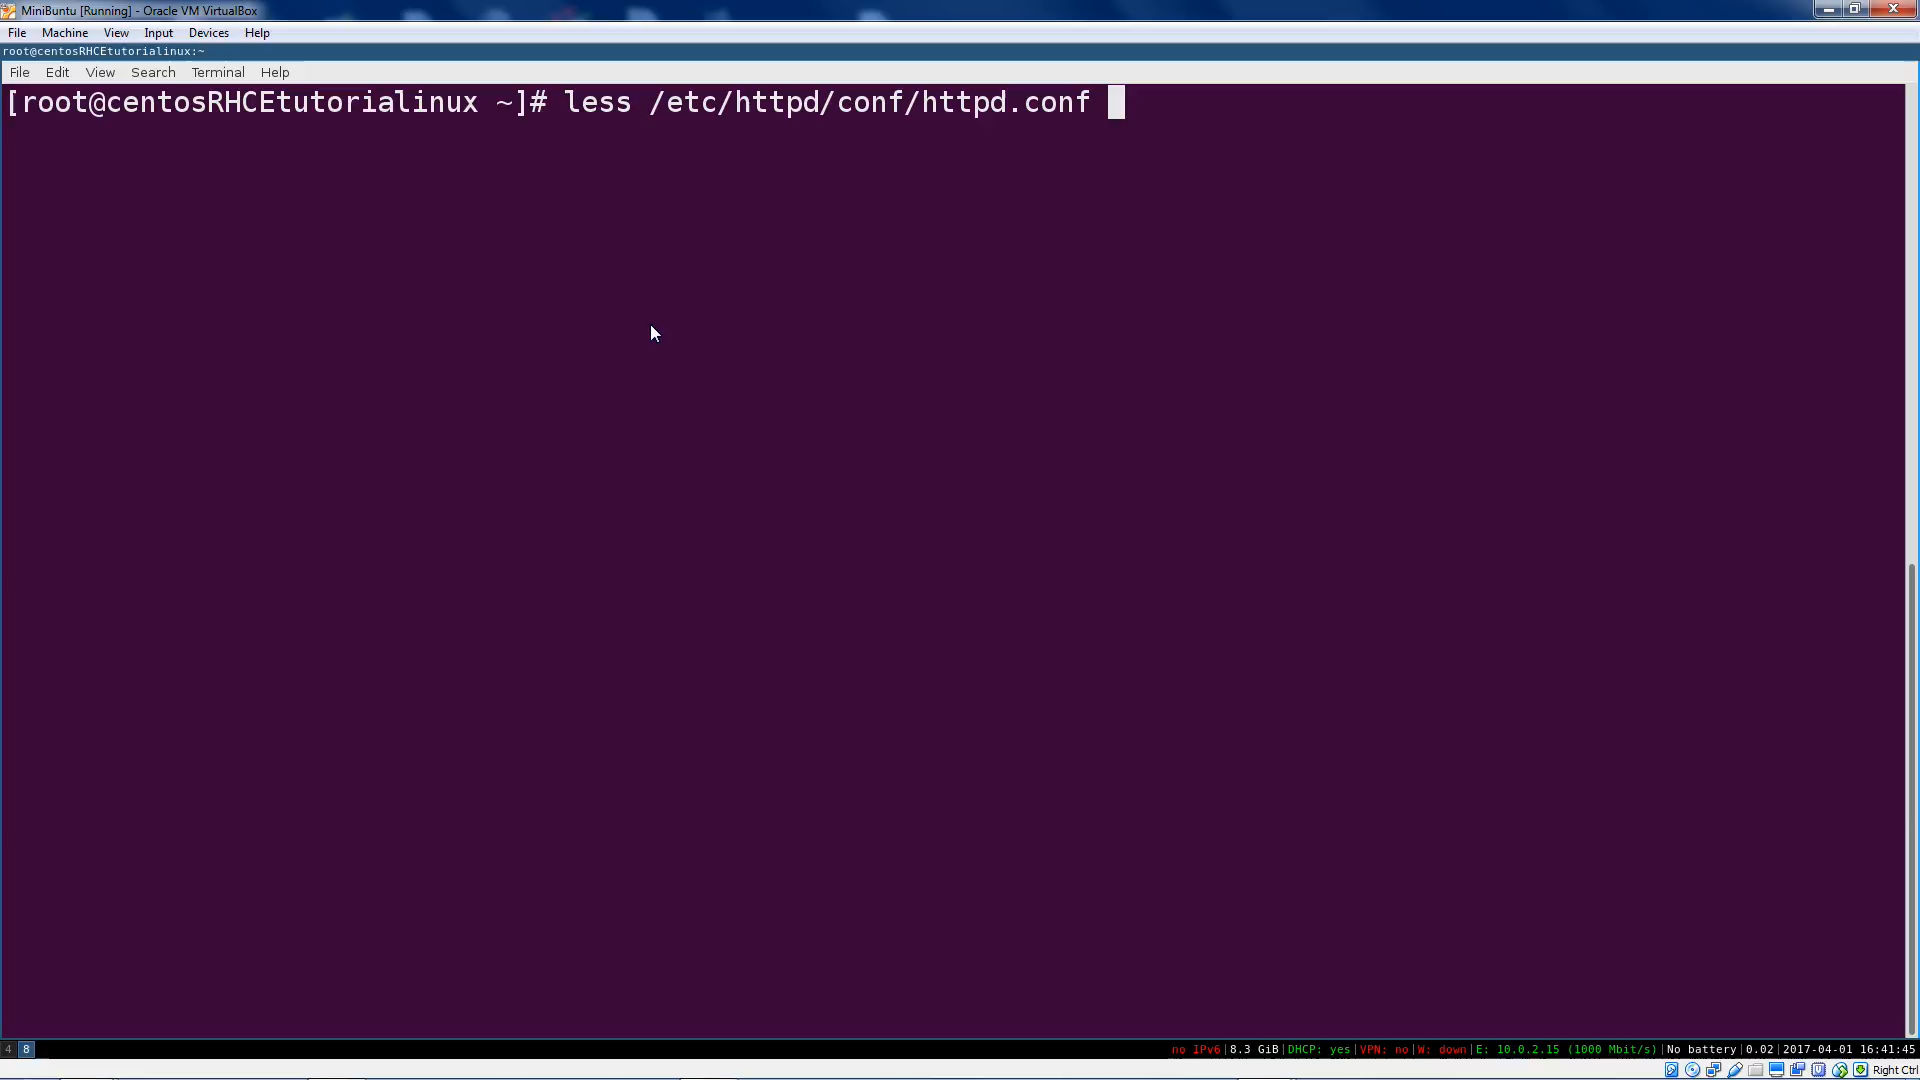 MiniBuntu [Running] - Oracle VM VirtualBox
File Machine View Input Devices Help
root@centosRHCEtutorialinux:~
File Edit View Search Terminal Help
[root@centosRHCEtutorialinux ~]# less /etc/httpd/conf/httpd.conf
4 8 no IPv6|8.3 GiB|DHCP: yes|VPN: no|W: down|E: 10.0.2.15 (1000 Mbit/s)|No battery|0.02|2017-04-01 16:41:45
Right Ctrl